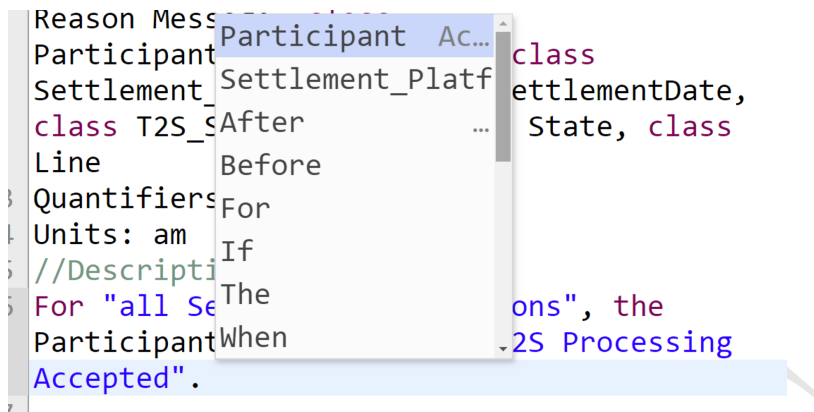 Reason Mess
Participant class
Settlement_ ettlementDate,
class T2S_S State, class
Line
Quantifiers
Units: am
//Descripti
For "all Se ons", the
Participant 2S Processing
Accepted".
Participant Ac…
Settlement_Platf
After …
Before
For
If
The
When